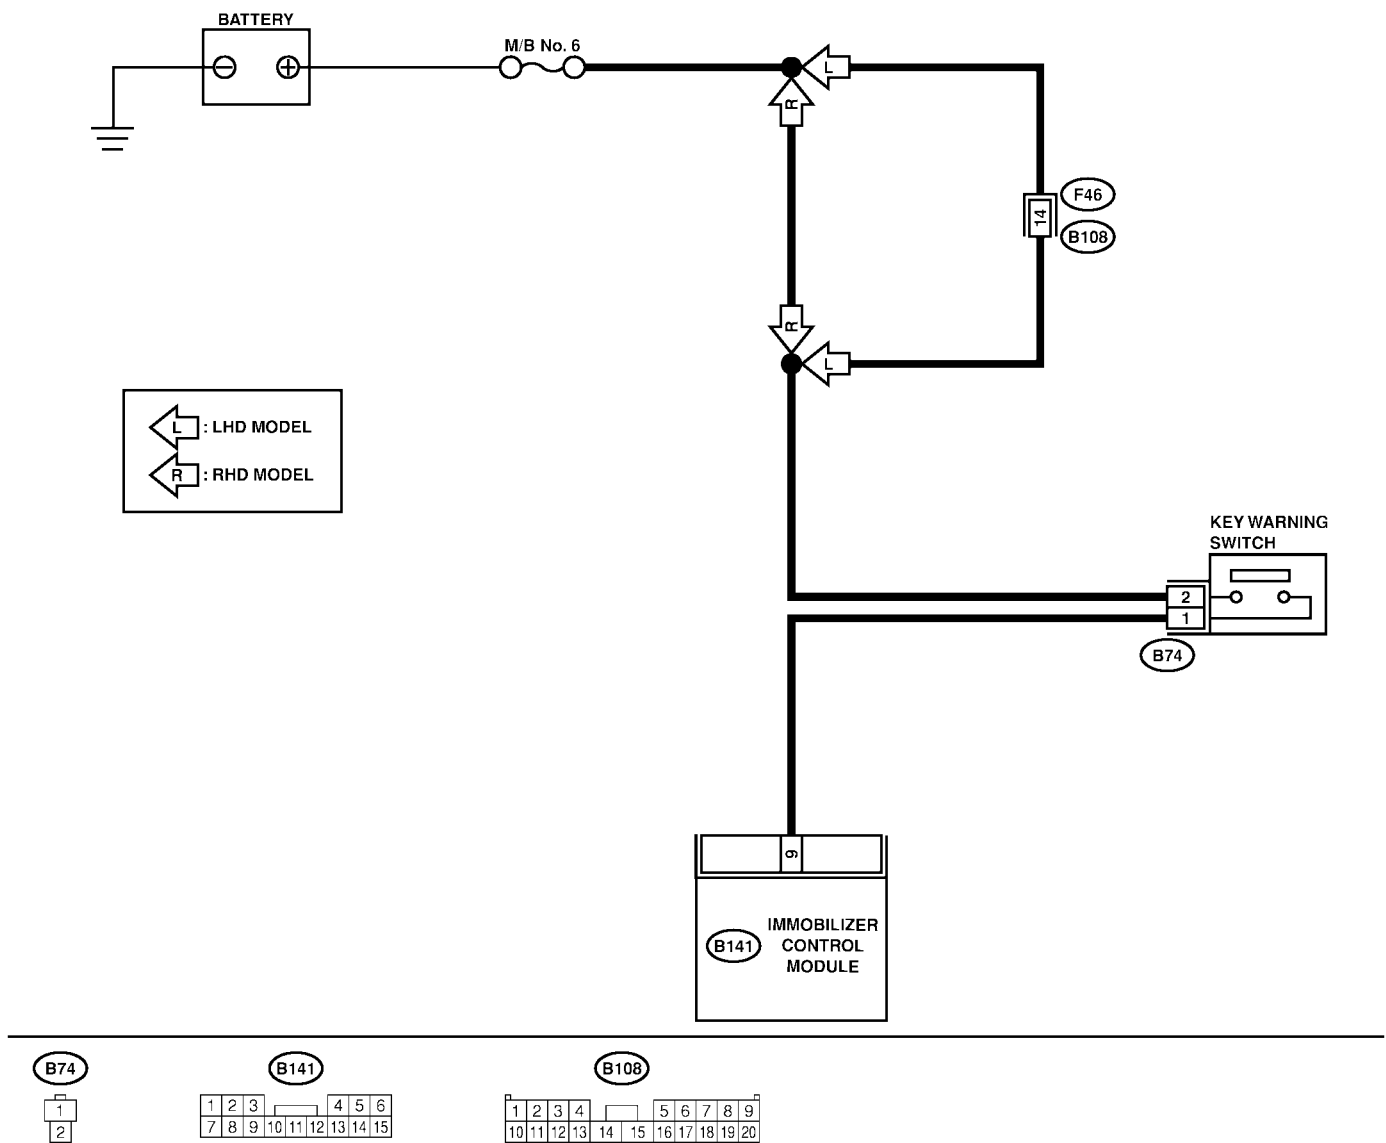 BATTERY
M/B No. 6
L
R
F46
14
B108
R
L
L : LHD MODEL
R : RHD MODEL
KEY WARNING
SWITCH
2
1
B74
9
B141
IMMOBILIZER
CONTROL
MODULE
B74
B141
B108
1
2
1 2 3 4 5 6
7 8 9 10 11 12 13 14 15
1 2 3 4 5 6 7 8 9
10 11 12 13 14 15 16 17 18 19 20